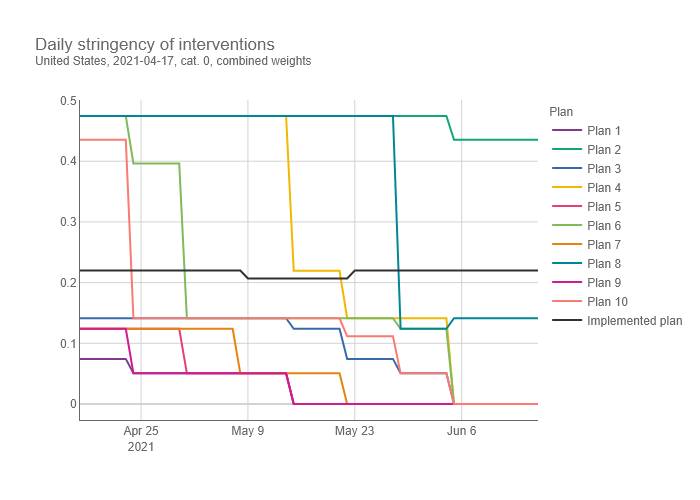 Daily stringency of interventions
United States, 2021-04-17, cat. 0, combined weights
0.5
0.4
0.3
0.2
0.1
0
Apr 25
2021
May 9
May 23
Jun 6
Plan
Plan 1
Plan 2
Plan 3
Plan 4
Plan 5
Plan 6
Plan 7
Plan 8
Plan 9
Plan 10
Implemented plan